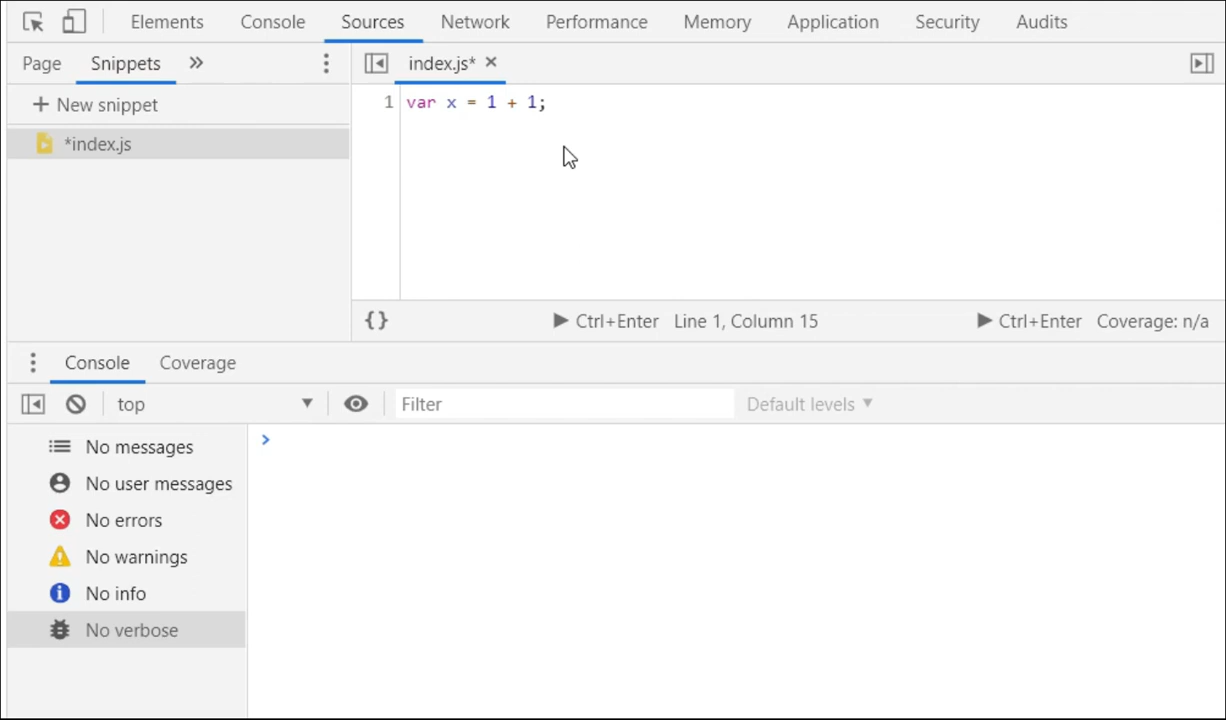 Elements Console Sources Network Performance Memory Application Security Audits
Page Snippets »
index.js* ×
+ New snippet
*index.js
1 var x = 1 + 1;
{} ▶ Ctrl+Enter Line 1, Column 15 ▶ Ctrl+Enter Coverage: n/a
Console Coverage
top ▼ Filter Default levels ▼
No messages
No user messages
No errors
No warnings
No info
No verbose
>